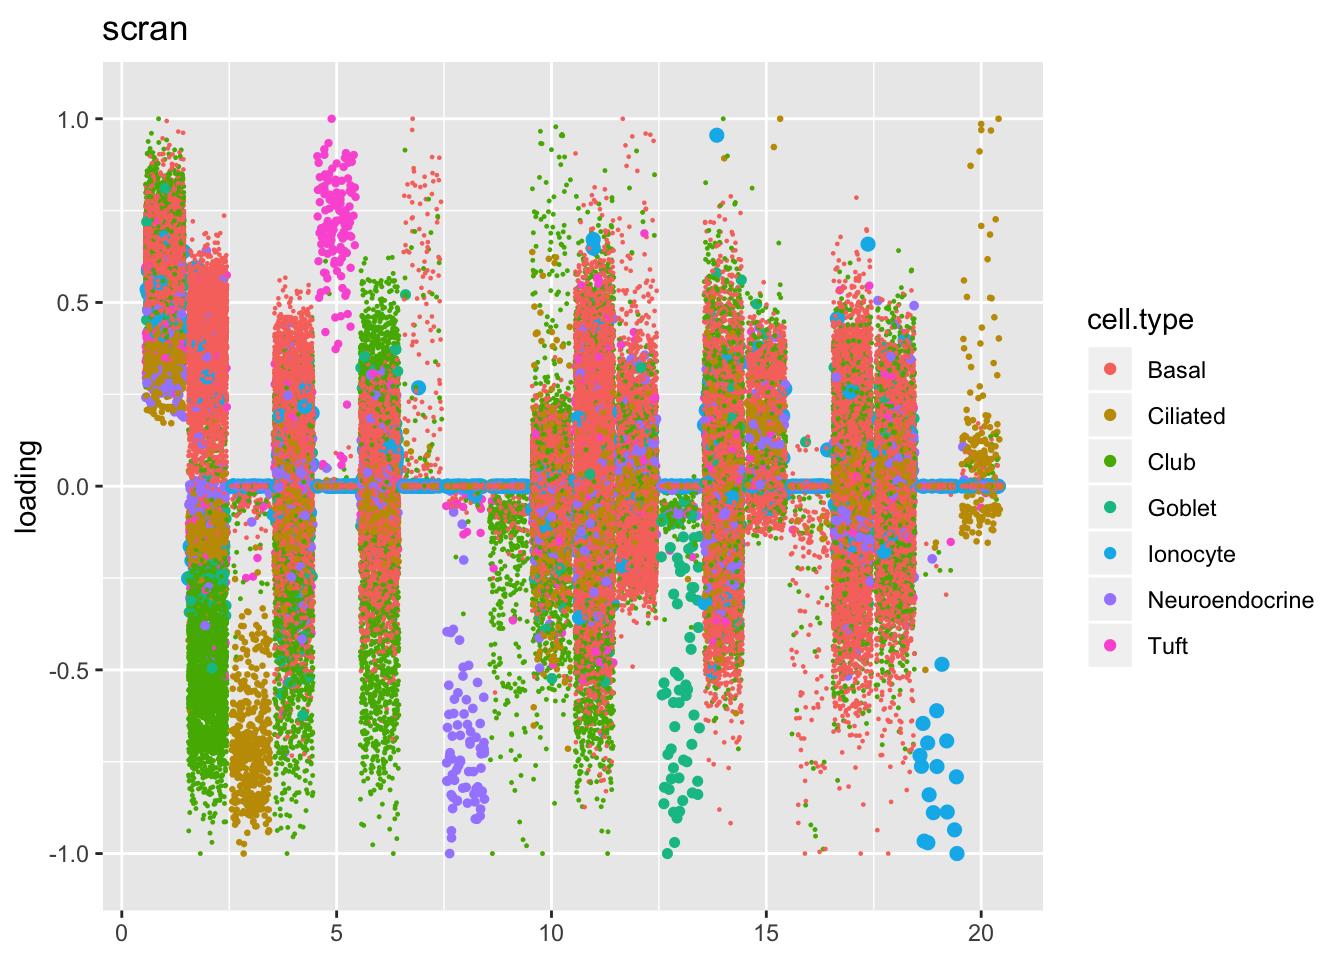 scran
1.0
0.5
0.0
-0.5
-1.0
loading
0 5 10 15 20
cell.type
Basal
Ciliated
Club
Goblet
Ionocyte
Neuroendocrine
Tuft